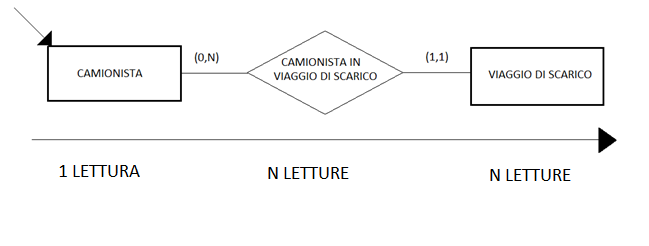 CAMIONISTA
(0,N)
CAMIONISTA IN
VIAGGIO DI SCARICO
(1,1)
VIAGGIO DI SCARICO
1 LETTURA
N LETTURE
N LETTURE